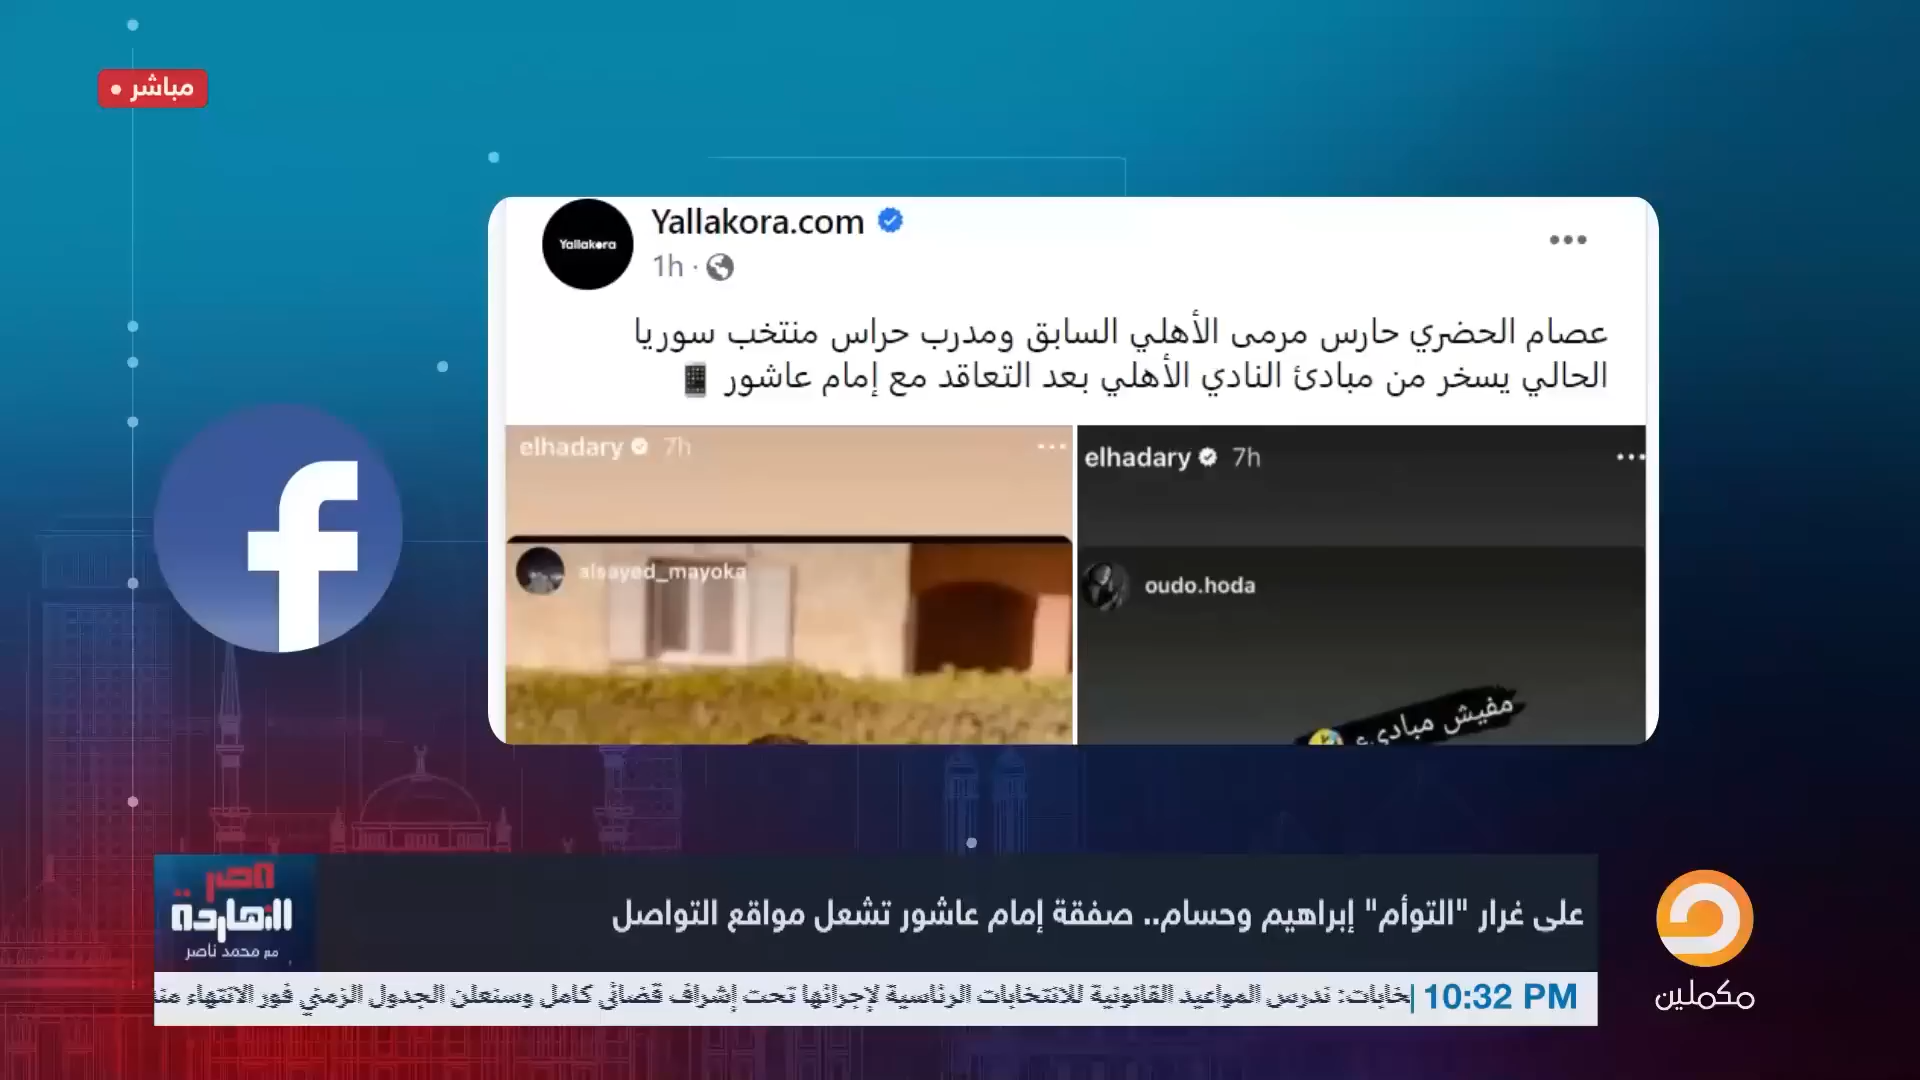 مباشر
Yallakora.com
Yallakora
1h
عصام الحضري حارس مرمى الأهلي السابق ومدرب حراس منتخب سوريا
الحالي يسخر من مبادئ النادي الأهلي بعد التعاقد مع إمام عاشور
elhadary 7h
alsayed_mayoka
elhadary 7h
oudo.hoda
مفيش مبادئ
مصر
النهاردة
مع محمد ناصر
على غرار "التوأم" إبراهيم وحسام.. صفقة إمام عاشور تشعل مواقع التواصل
10:32 PM
خابات: ندرس المواعيد القانونية للانتخابات الرئاسية لإجرائها تحت إشراف قضائي كامل وسنعلن الجدول الزمني فور الانتهاء
مكملين